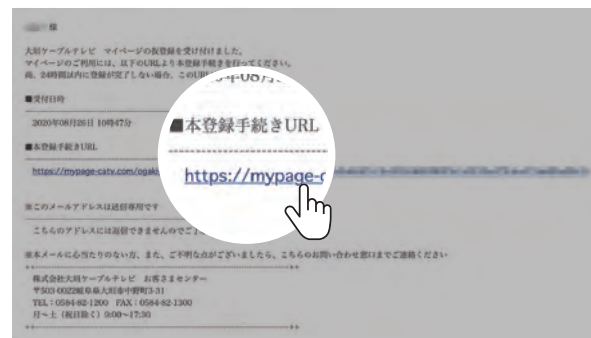 様
大垣ケーブルテレビ マイページの仮登録を受け付けました。
マイページのご利用には、以下のURLより本登録手続きを行ってください。
尚、24時間以内に登録が完了しない場合、このURL
■受付日時
2020年08月26日 10時47分
■本登録手続きURL
https://mypage-catv.com/ogaki
■本登録手続きURL
https://mypage-c
※このメールアドレスは送信専用です
こちらのアドレスには返信できませんのでご了
※本メールに心当たりのない方、また、ご不明な点がございましたら、こちらのお問い合わせ窓口までご連絡ください
株式会社大垣ケーブルテレビ お客さまセンター
〒503-0022岐阜県大垣市中野町3-31
TEL：0584-82-1200 FAX：0584-82-1300
月～土（祝日除く）9:00～17:30